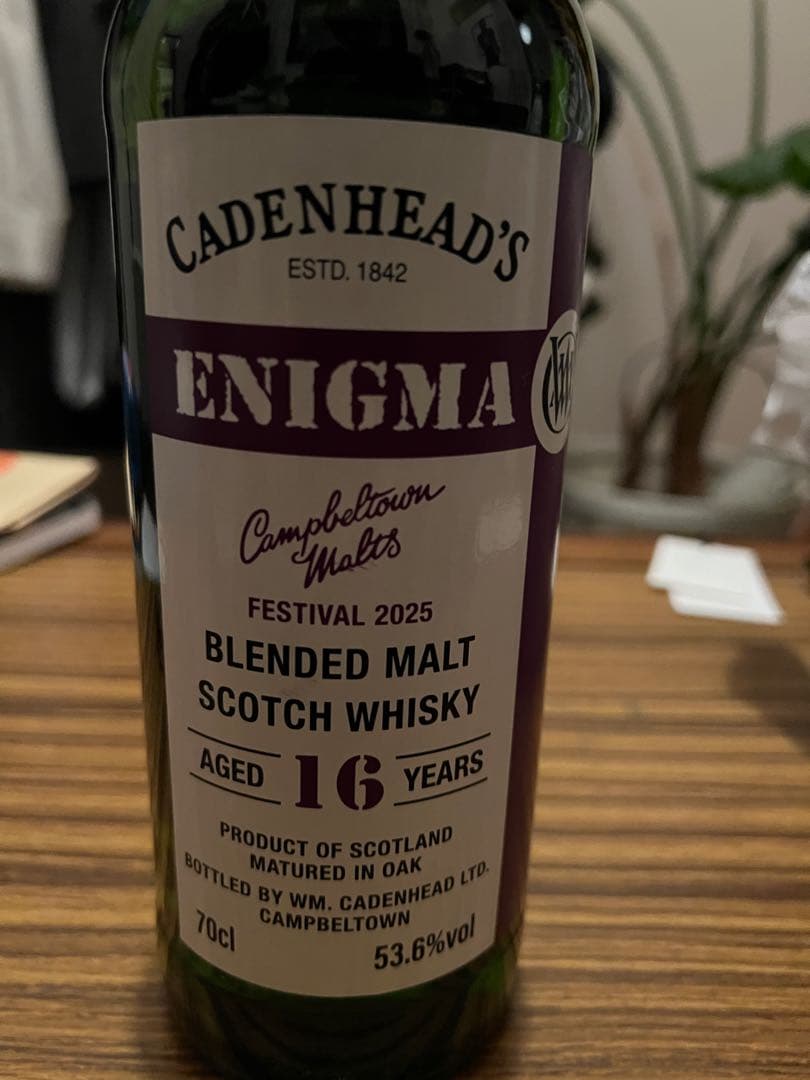 CADENHEAD'S
ESTD. 1842
ENIGMA
Campbeltown
Malts
FESTIVAL 2025
BLENDED MALT
SCOTCH WHISKY
AGED 16 YEARS
PRODUCT OF SCOTLAND
MATURED IN OAK
BOTTLED BY WM. CADENHEAD LTD.
CAMPBELTOWN
70cl 53.6%vol